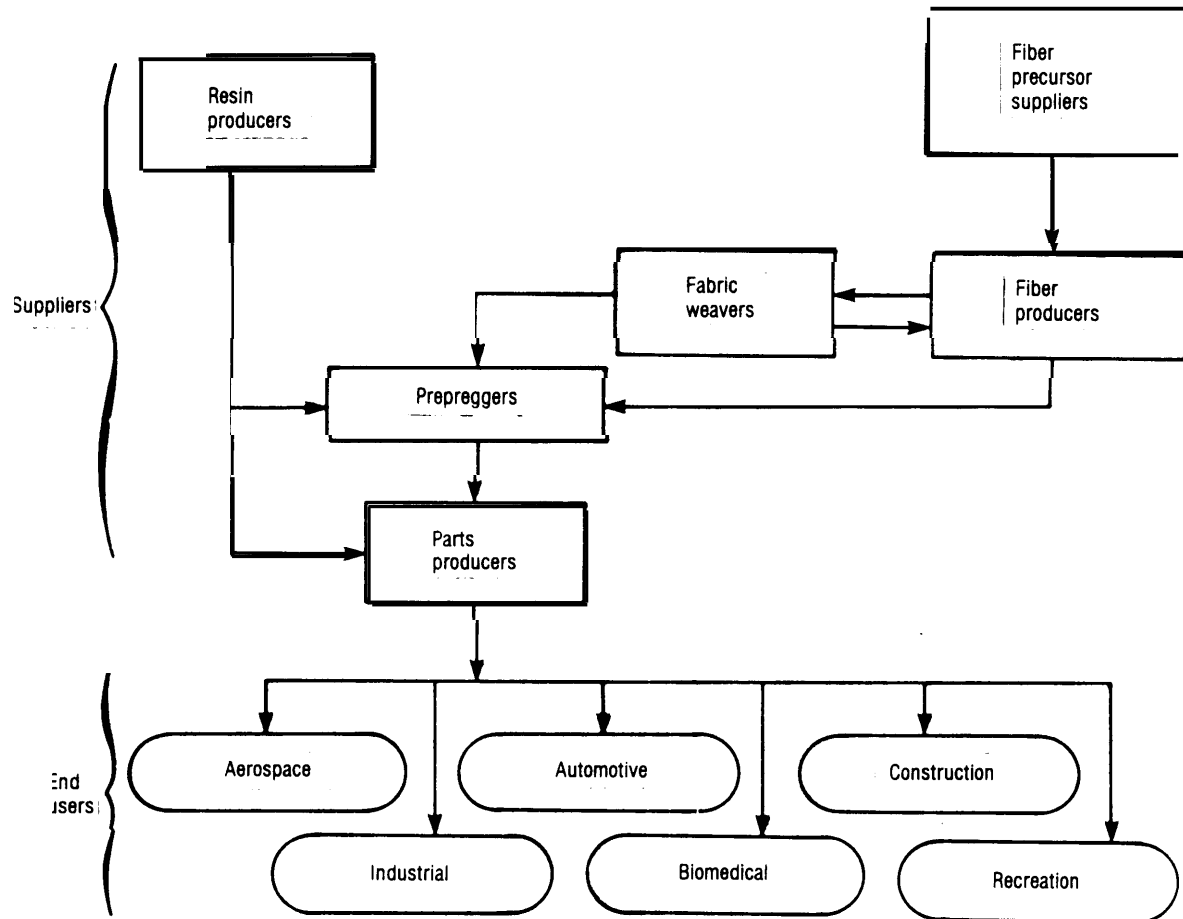 Resin
producers
Fiber
precursor
suppliers
Fabric
weavers
Fiber
producers
Suppliers
Prepreggers
Parts
producers
Aerospace
Automotive
Construction
End
users
Industrial
Biomedical
Recreation